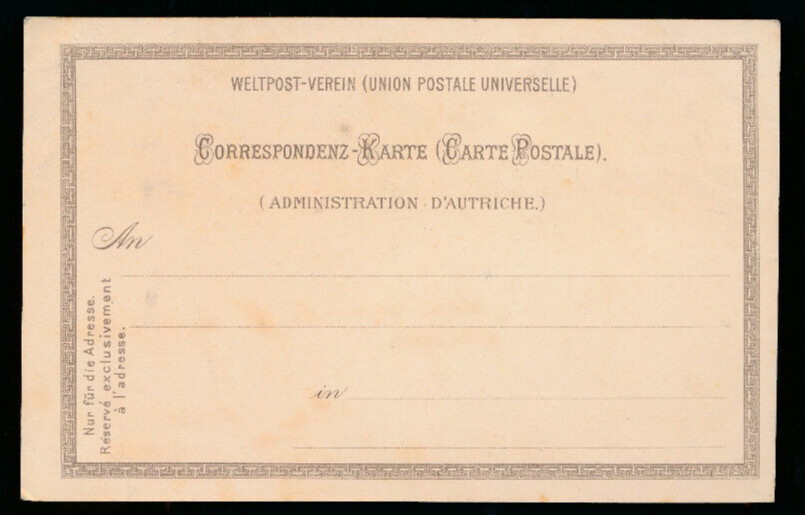 WELTPOST-VEREIN (UNION POSTALE UNIVERSELLE)
CORRESPONDENZ-KARTE (CARTE POSTALE).
(ADMINISTRATION D'AUTRICHE.)
An
in
Nur für die Adresse.
Réservé exclusivement
à l'adresse.